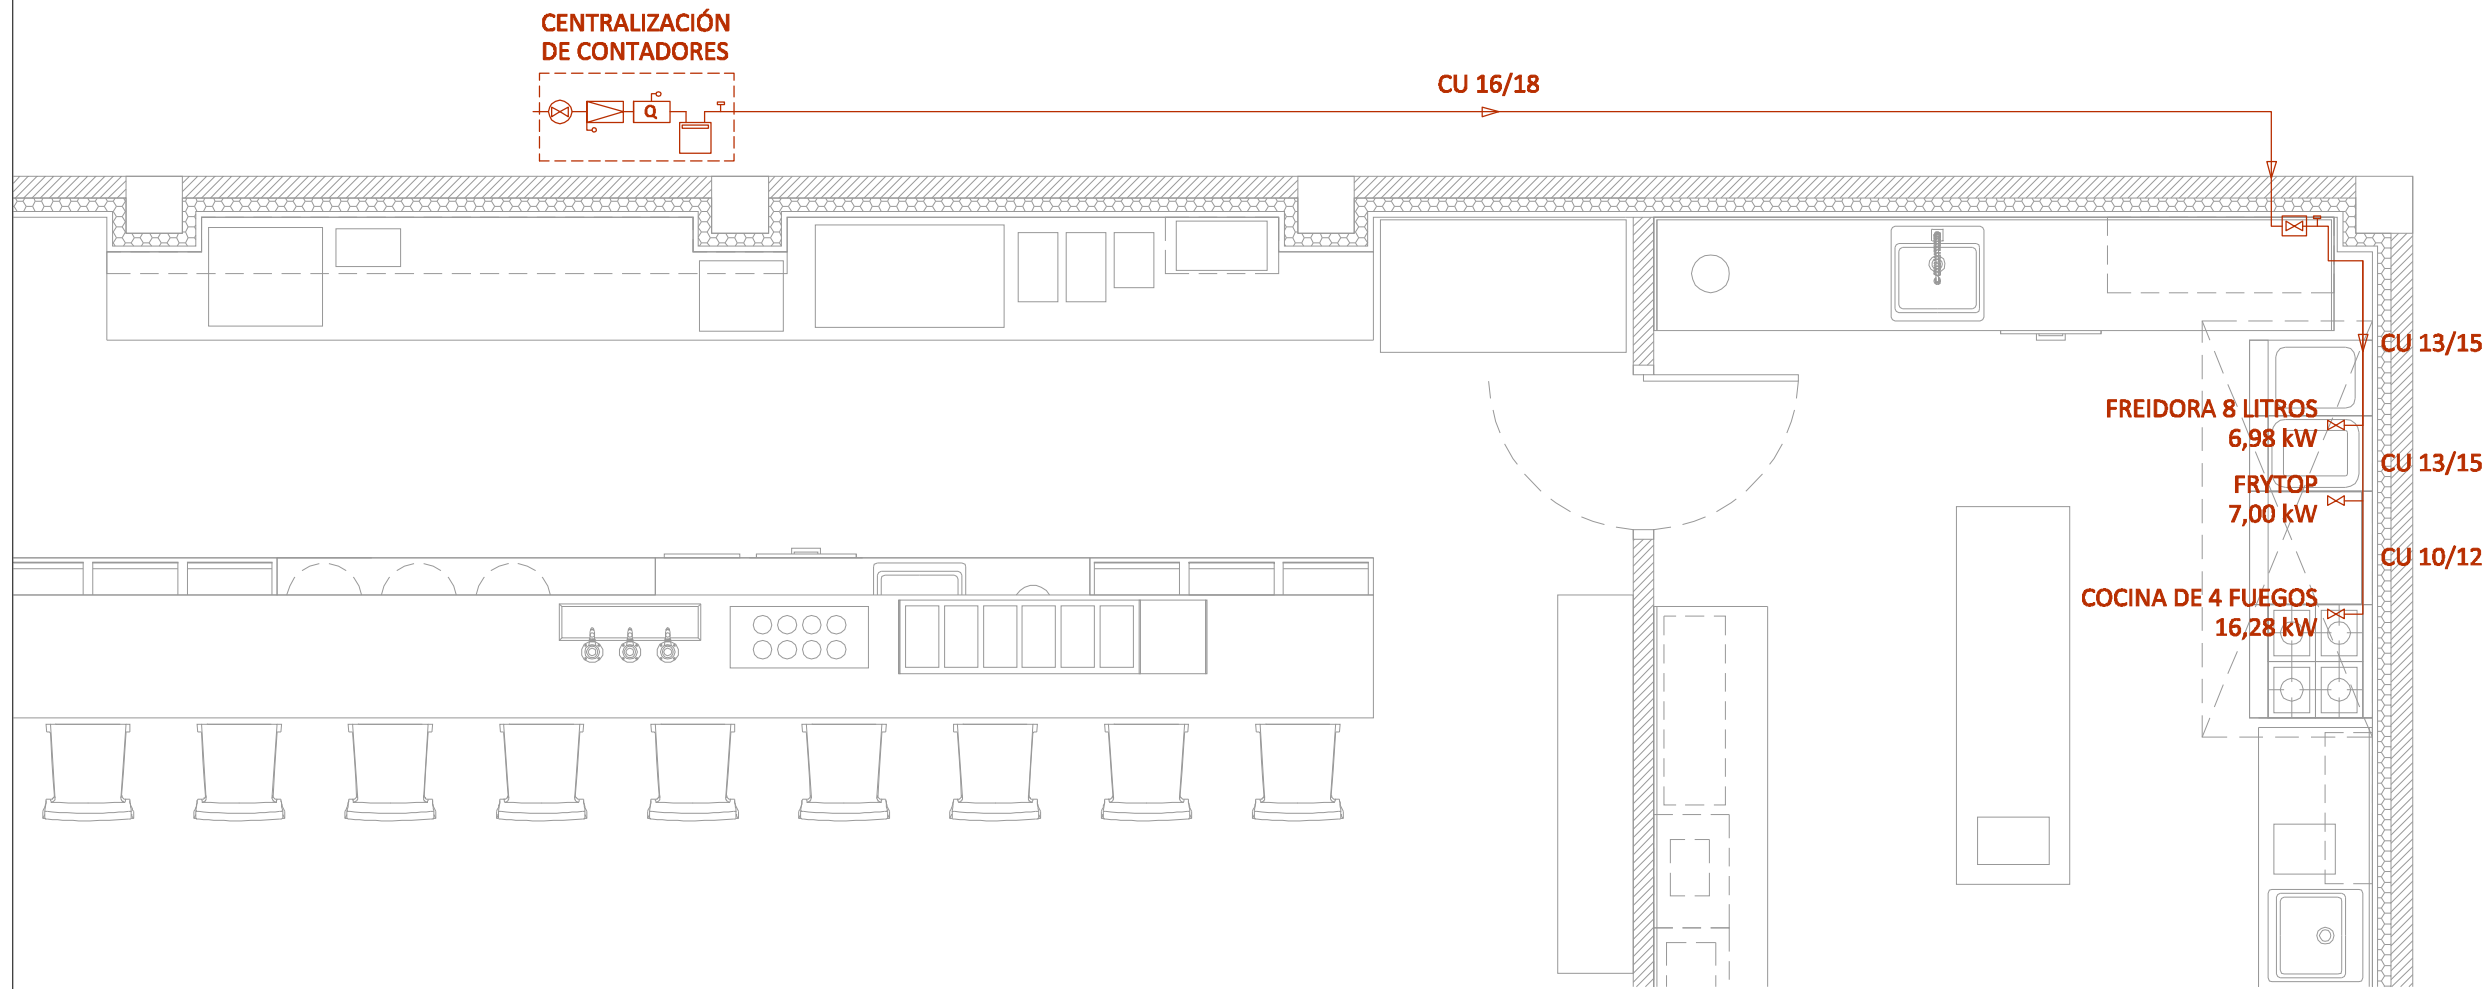 CENTRALIZACIÓN
DE CONTADORES
Q
CU 16/18
CU 13/15
FREIDORA 8 LITROS
6,98 kW
CU 13/15
FRYTOP
7,00 kW
CU 10/12
COCINA DE 4 FUEGOS
16,28 kW